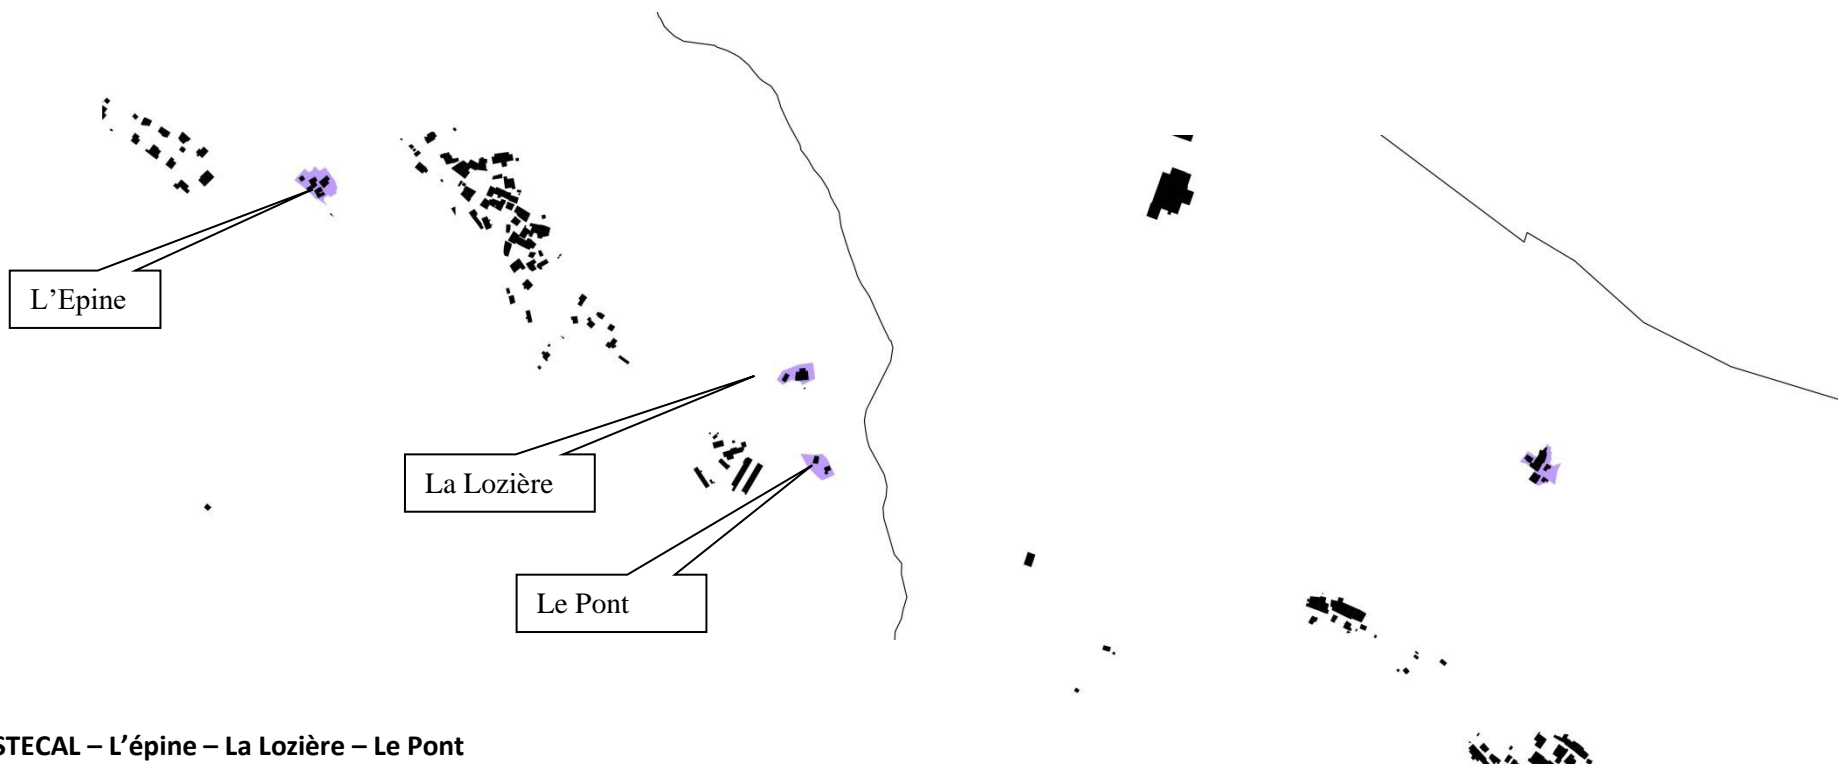 L’Epine
La Lozière
Le Pont
STECAL – L’épine – La Lozière – Le Pont